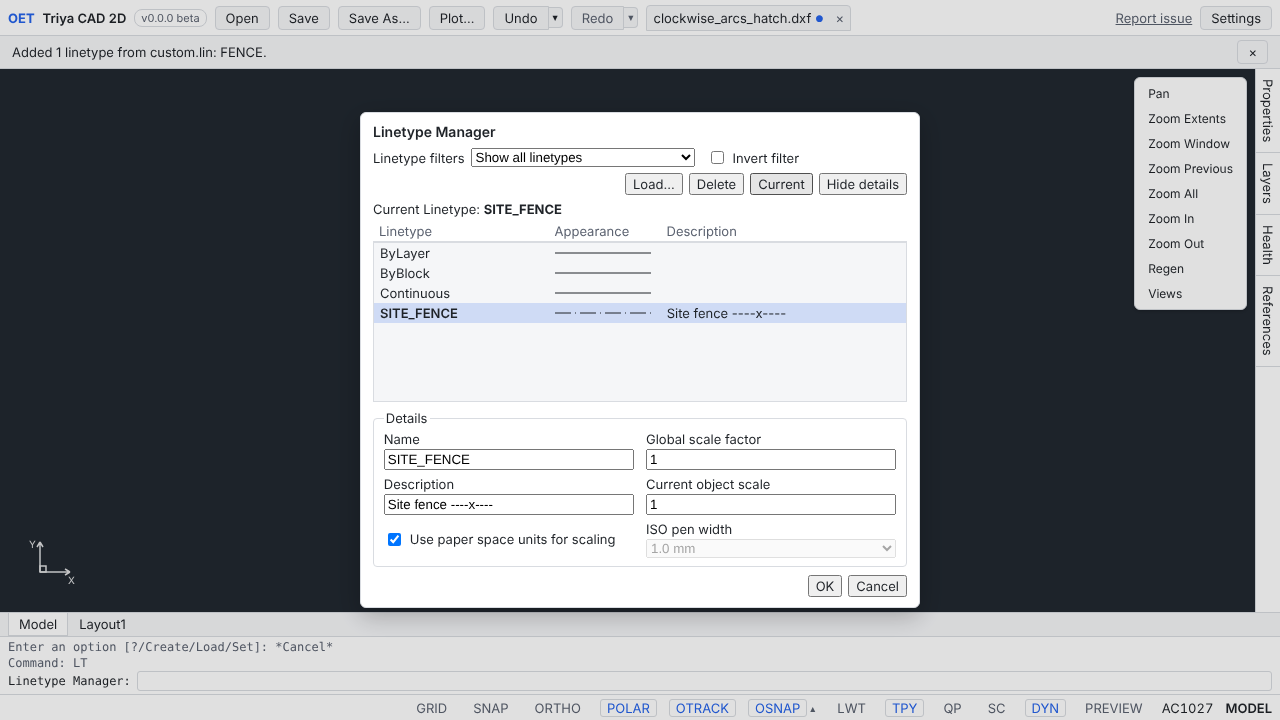 OET Triya CAD 2D v0.0.0 beta Open Save Save As... Plot... Undo ▾ Redo ▾ clockwise_arcs_hatch.dxf ● × Report issue Settings
Added 1 linetype from custom.lin: FENCE. ×
Pan
Zoom Extents
Zoom Window
Zoom Previous
Zoom All
Zoom In
Zoom Out
Regen
Views
Properties
Layers
Health
References
Linetype Manager
Linetype filters Show all linetypes Invert filter
Load... Delete Current Hide details
Current Linetype: SITE_FENCE
Linetype Appearance Description
ByLayer
ByBlock
Continuous
SITE_FENCE Site fence ----x----
Details
Name Global scale factor
SITE_FENCE 1
Description Current object scale
Site fence ----x---- 1
Use paper space units for scaling ISO pen width
1.0 mm
OK Cancel
Y
X
Model Layout1
Enter an option [?/Create/Load/Set]: *Cancel*
Command: LT
Linetype Manager:
GRID SNAP ORTHO POLAR OTRACK OSNAP ▴ LWT TPY QP SC DYN PREVIEW AC1027 MODEL